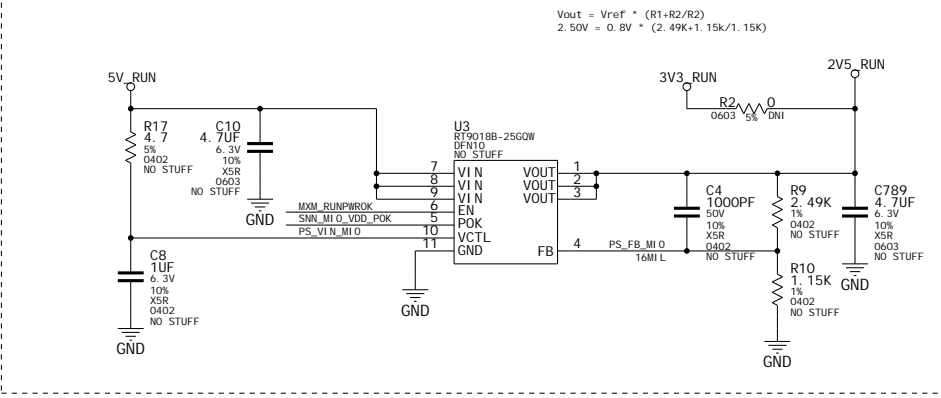 Vout = Vref * (R1+R2/R2)
2.50V = 0.8V * (2.49K+1.15k/1.15K)
5V_RUN
3V3_RUN
2V5_RUN
R2
0
0603
5%
DNI
R17
4.7
5%
0402
NO STUFF
C10
4.7UF
6.3V
10%
X5R
0603
NO STUFF
GND
U3
RT9018B-25GQW
DFN10
NO STUFF
7
VIN
VOUT
1
8
VIN
VOUT
2
9
VIN
VOUT
3
MXM_RUNPWROK
6
EN
SNN_MIO_VDD_POK
5
POK
PS_VIN_MIO
10
VCTL
11
GND
FB
4
PS_FB_MIO
16MIL
C4
1000PF
50V
10%
X5R
0402
NO STUFF
R9
2.49K
1%
0402
NO STUFF
C789
4.7UF
6.3V
10%
X5R
0603
NO STUFF
GND
C8
1UF
6.3V
10%
X5R
0402
NO STUFF
GND
GND
R10
1.15K
1%
0402
NO STUFF
GND